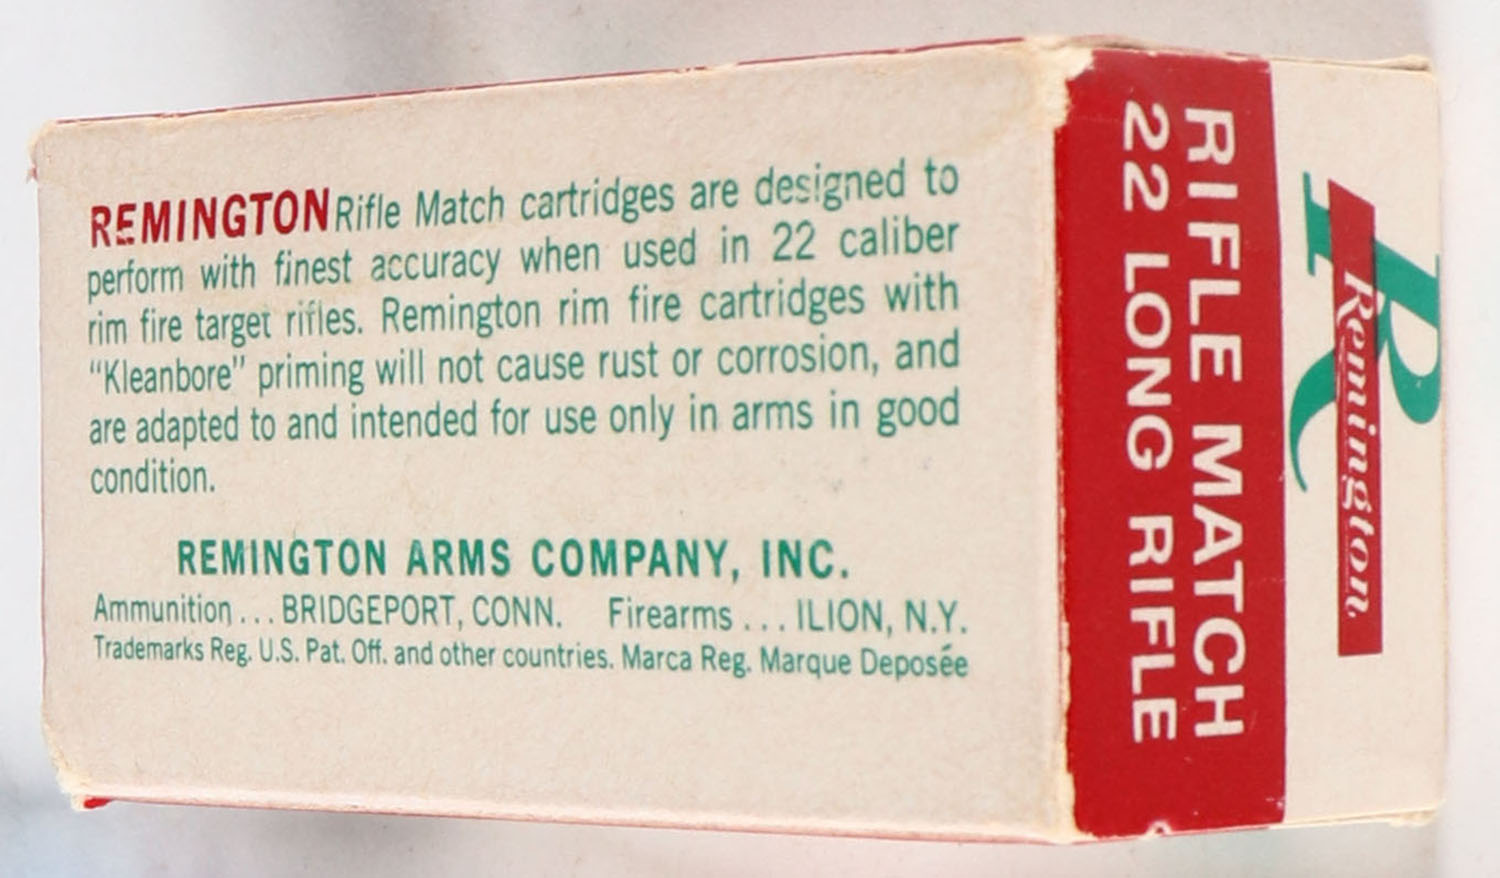 REMINGTON Rifle Match cartridges are designed to
perform with finest accuracy when used in 22 caliber
rim fire target rifles. Remington rim fire cartridges with
“Kleanbore” priming will not cause rust or corrosion, and
are adapted to and intended for use only in arms in good
condition.
REMINGTON ARMS COMPANY, INC.
Ammunition ... BRIDGEPORT, CONN. Firearms ... ILION, N.Y.
Trademarks Reg. U.S. Pat. Off. and other countries. Marca Reg. Marque Deposée
R
Remington.
RIFLE MATCH
22 LONG RIFLE